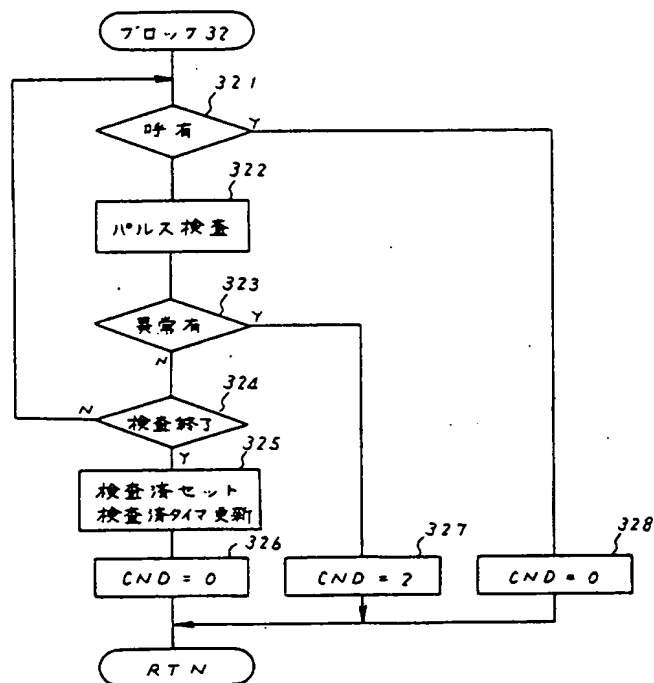 ブロック32
321
呼有
Y
322
パルス検査
323
異常有
Y
N
324
N
検査終了
Y
325
検査済セット
検査済タイマ更新
326
CND = 0
327
CND = 2
328
CND = 0
RTN